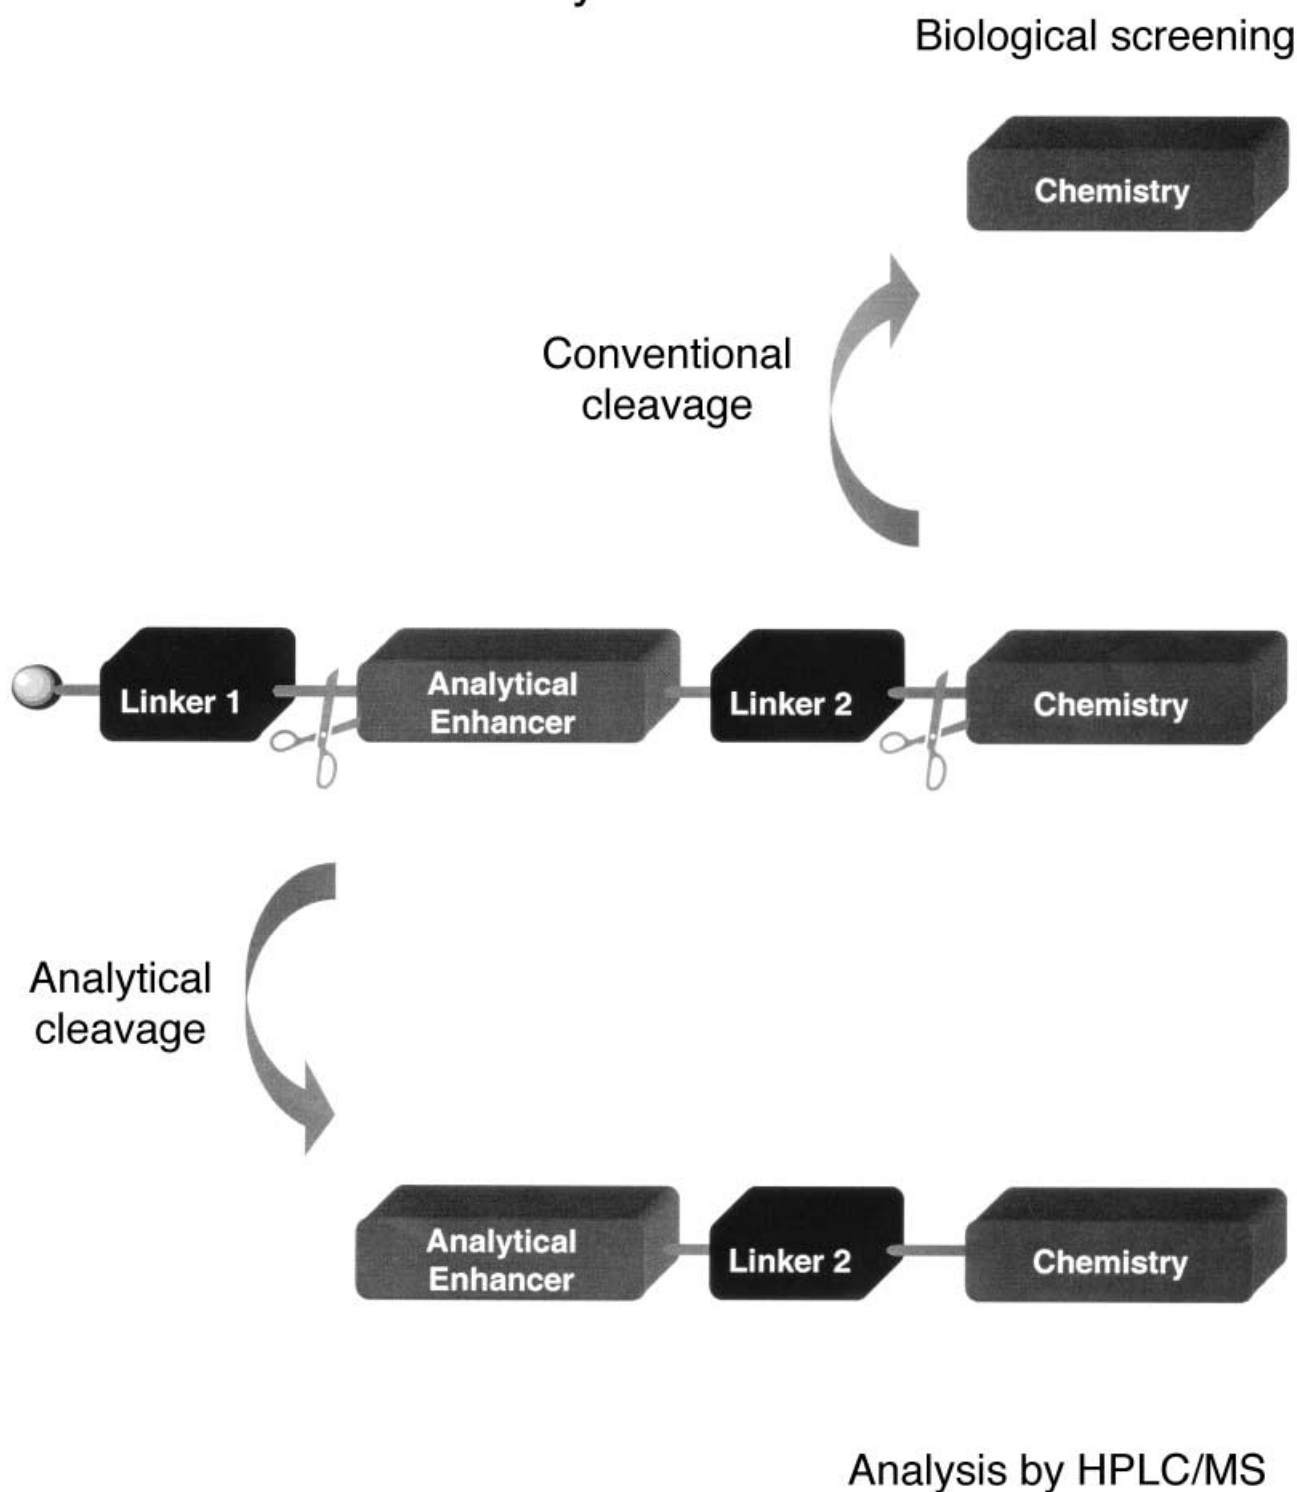 Biological screening
Chemistry
Conventional
cleavage
Linker 1
Analytical
Enhancer
Linker 2
Chemistry
Analytical
cleavage
Analytical
Enhancer
Linker 2
Chemistry
Analysis by HPLC/MS